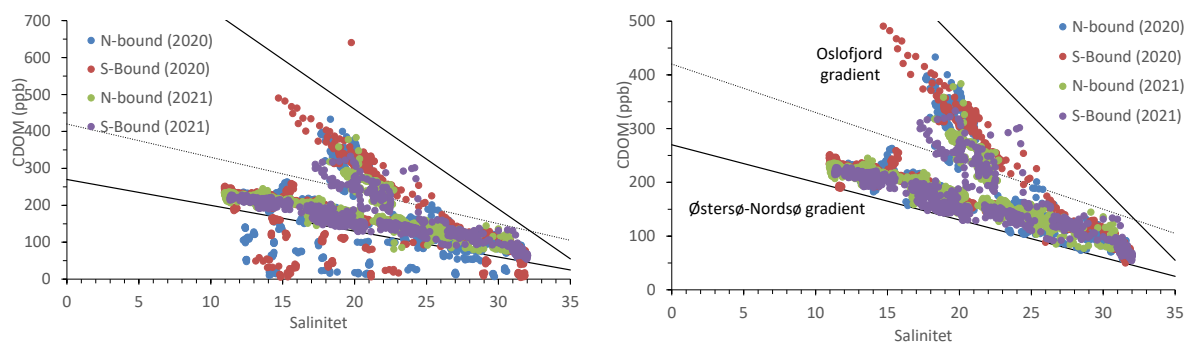 700
600
500
400
300
200
100
0
CDOM (ppb)
N-bound (2020)
S-Bound (2020)
N-bound (2021)
S-Bound (2021)
0 5 10 15 20 25 30 35
Salinitet
500
400
300
200
100
0
CDOM (ppb)
Oslofjord
gradient
Østersø-Nordsø gradient
N-bound (2020)
S-Bound (2020)
N-bound (2021)
S-Bound (2021)
0 5 10 15 20 25 30 35
Salinitet